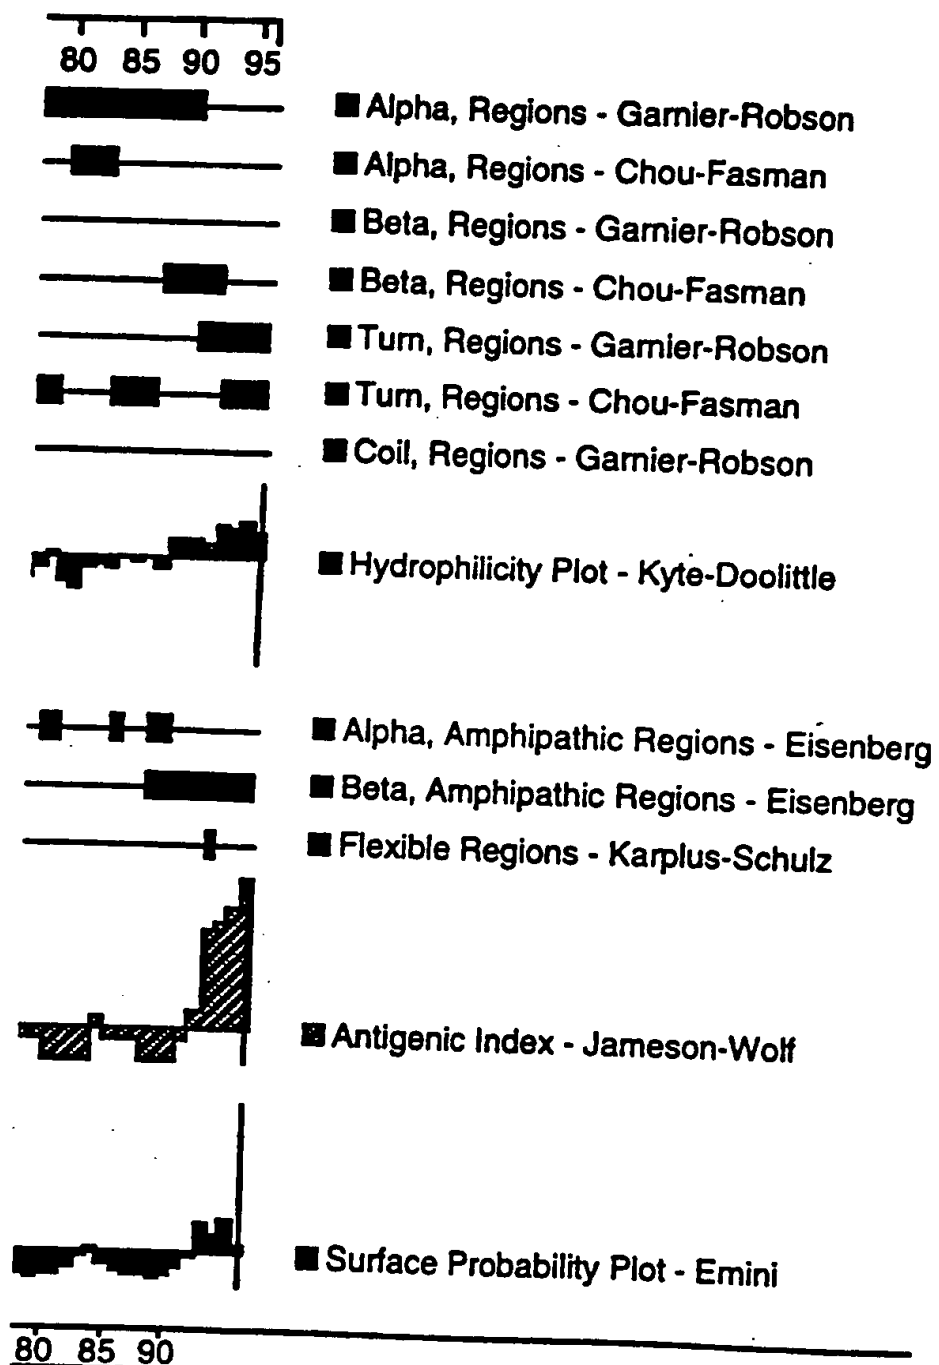 80 85 90 95
Alpha, Regions - Garnier-Robson
Alpha, Regions - Chou-Fasman
Beta, Regions - Garnier-Robson
Beta, Regions - Chou-Fasman
Turn, Regions - Garnier-Robson
Turn, Regions - Chou-Fasman
Coil, Regions - Garnier-Robson
Hydrophilicity Plot - Kyte-Doolittle
Alpha, Amphipathic Regions - Eisenberg
Beta, Amphipathic Regions - Eisenberg
Flexible Regions - Karplus-Schulz
Antigenic Index - Jameson-Wolf
Surface Probability Plot - Emini
80 85 90